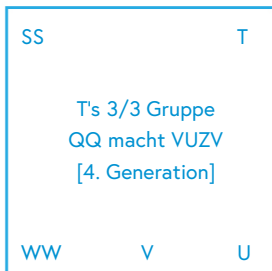 SS T
T's 3/3 Gruppe
QQ macht VUZV
[4. Generation]
WW V U